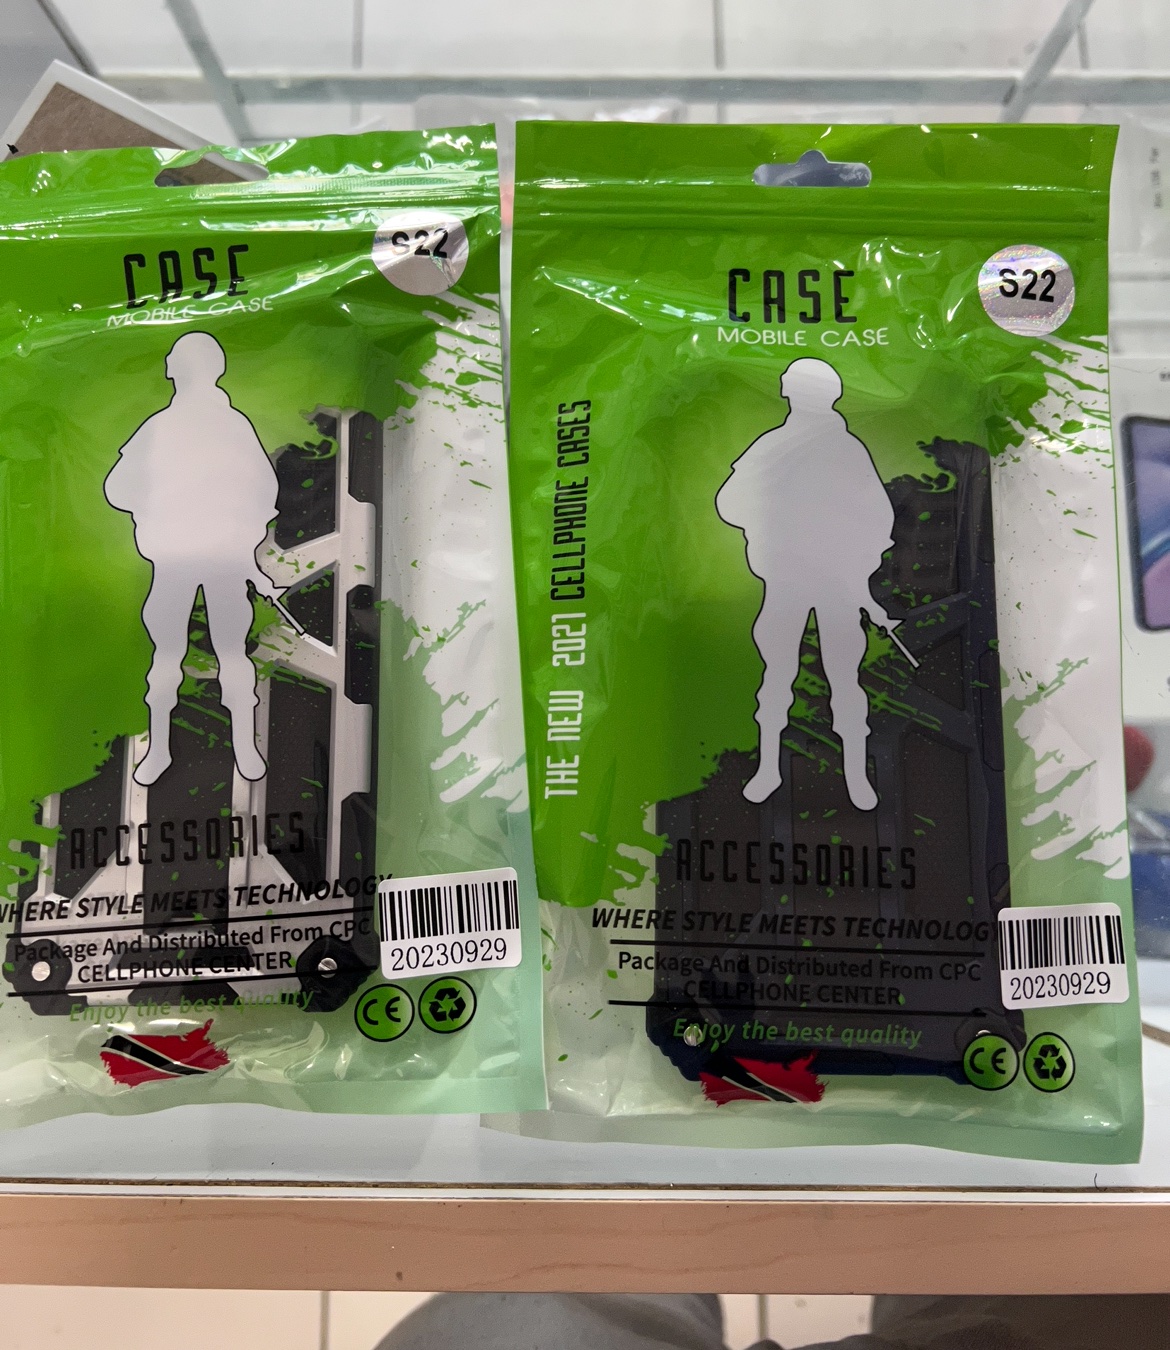 S22
CASE
MOBILE CASE
ACCESSORIES
WHERE STYLE MEETS TECHNOLOGY
Package And Distributed From CPC
CELLPHONE CENTER
Enjoy the best quality
20230929
CE
S22
CASE
MOBILE CASE
THE NEW 2021 CELLPHONE CASES
ACCESSORIES
WHERE STYLE MEETS TECHNOLOGY
Package And Distributed From CPC
CELLPHONE CENTER
Enjoy the best quality
20230929
CE